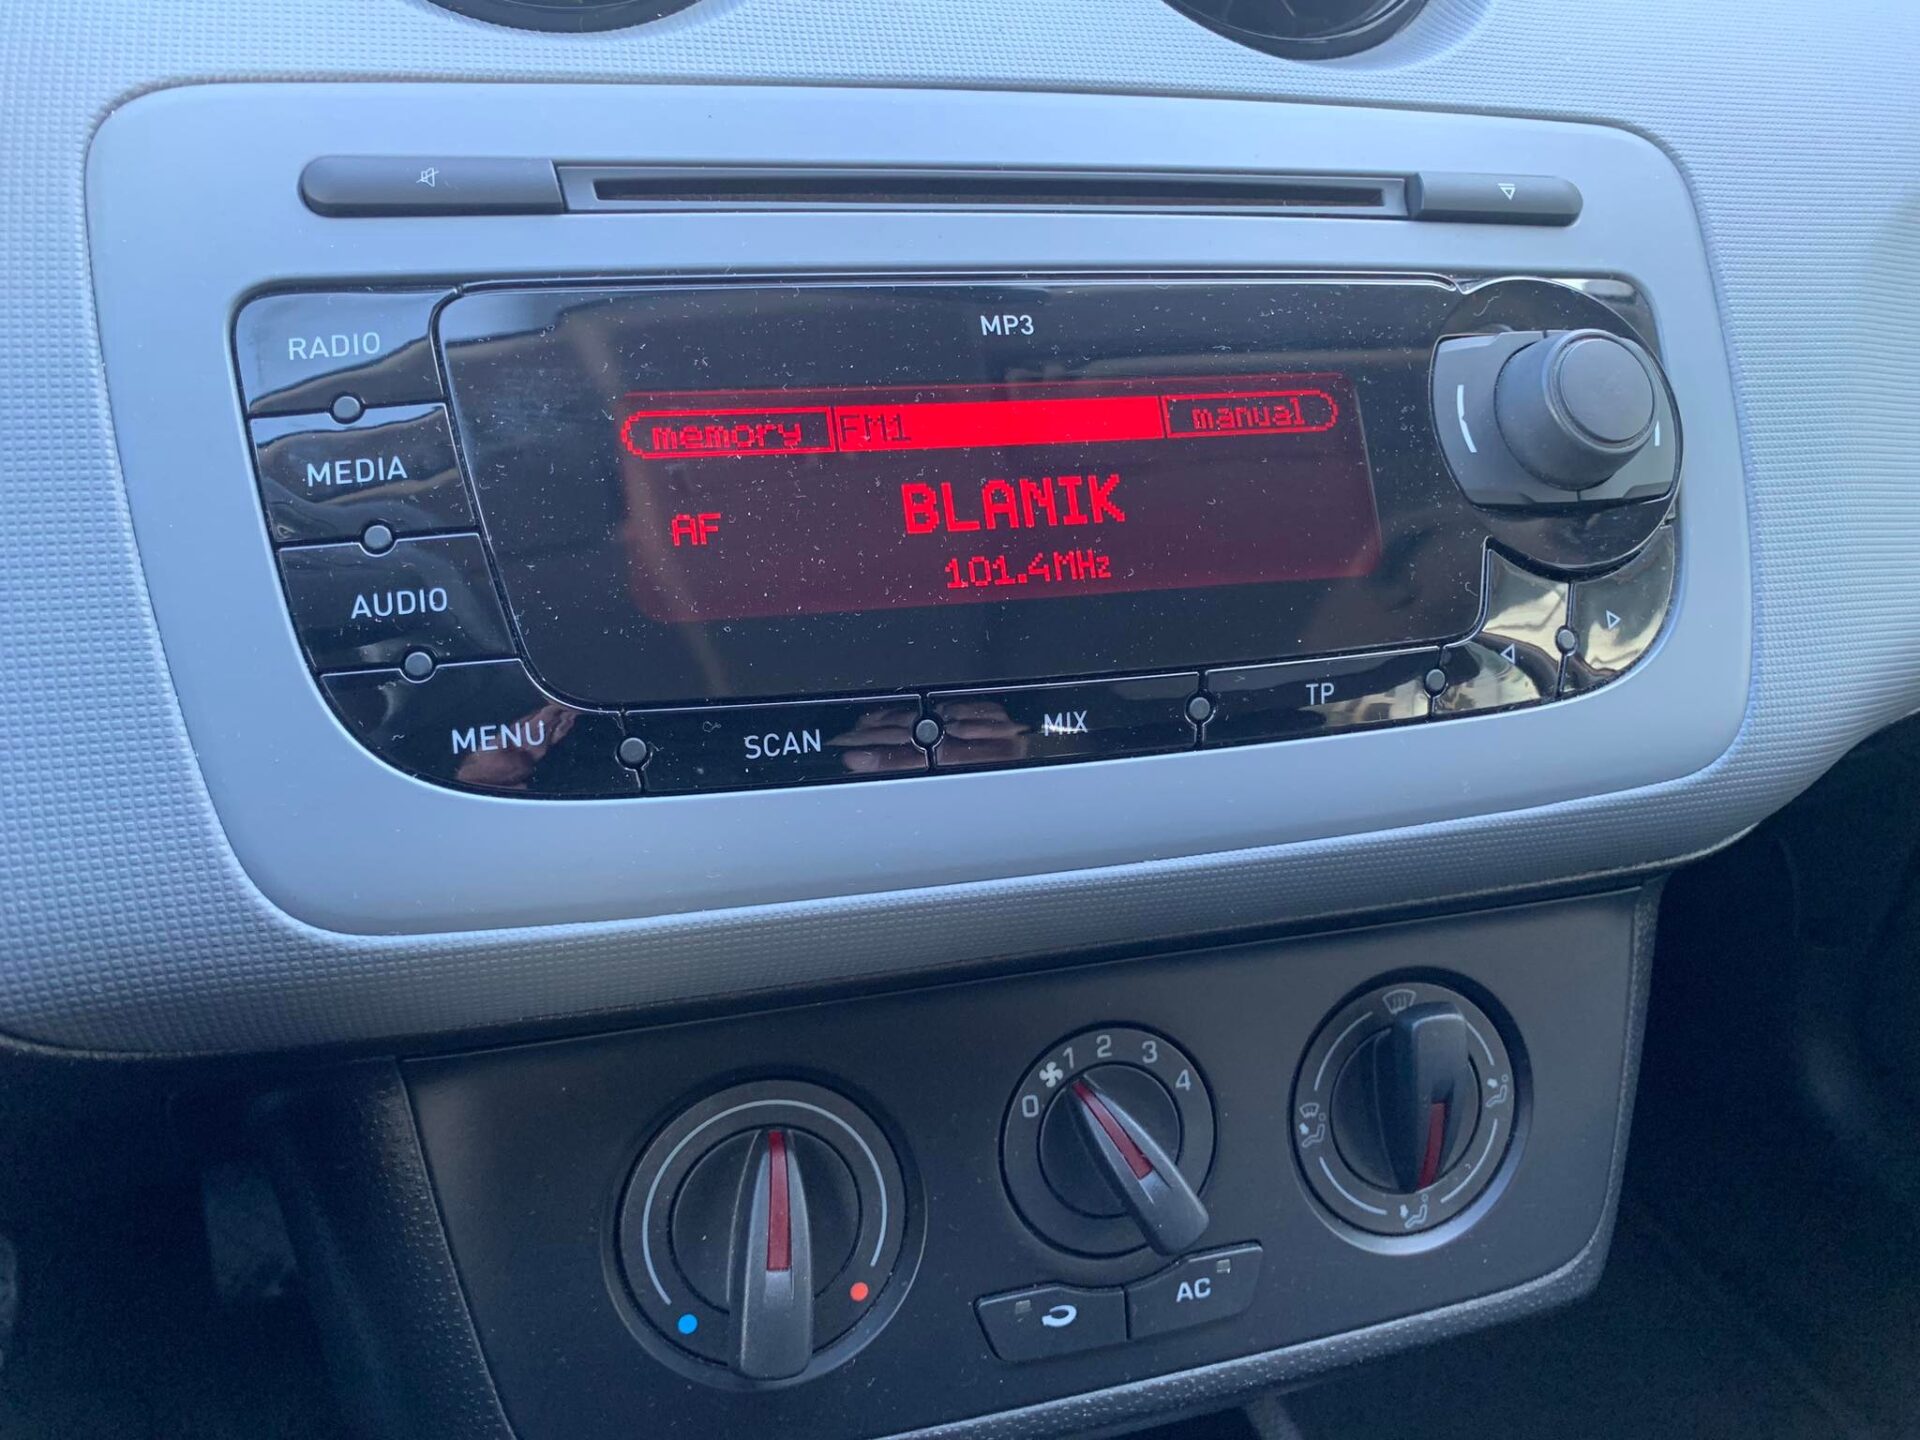 MP3
RADIO
MEDIA
AUDIO
MENU
memory FM1 manual
AF BLANIK
101.4MHz
SCAN MIX TP
0 1 2 3 4
AC